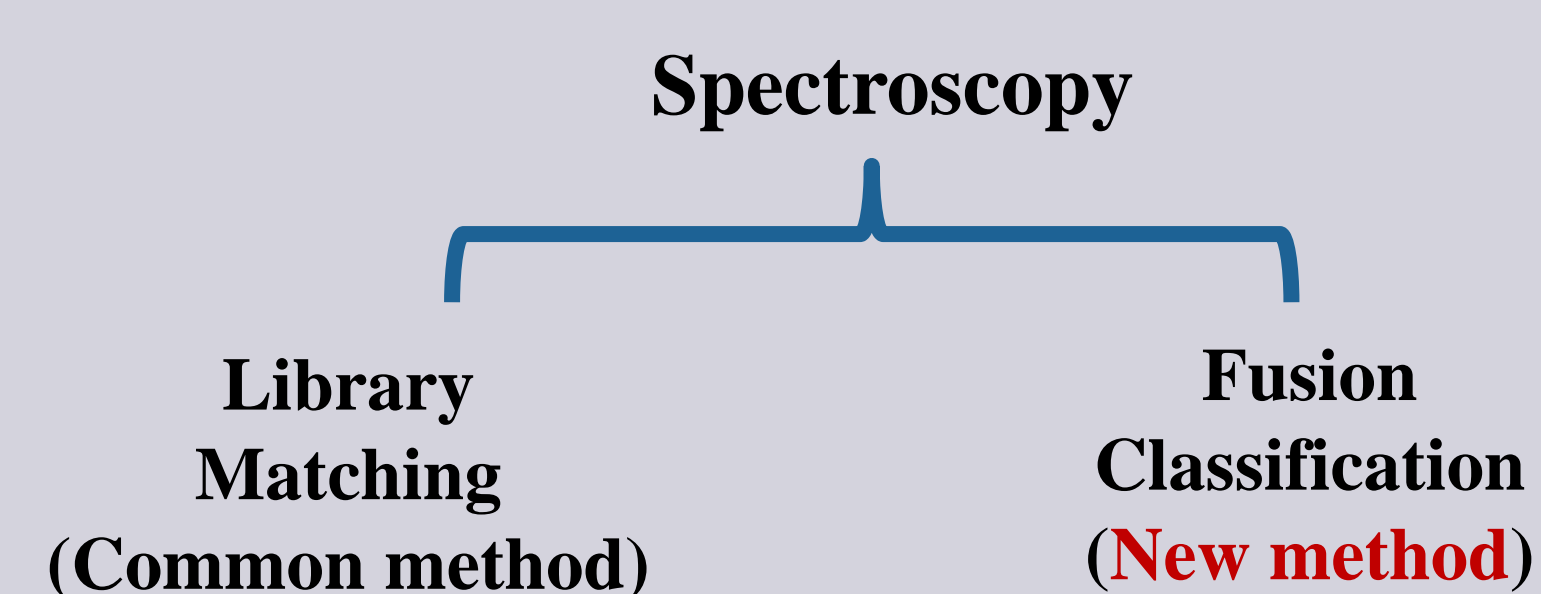 Spectroscopy
Library
Matching
(Common method)
Fusion
Classification
(New method)